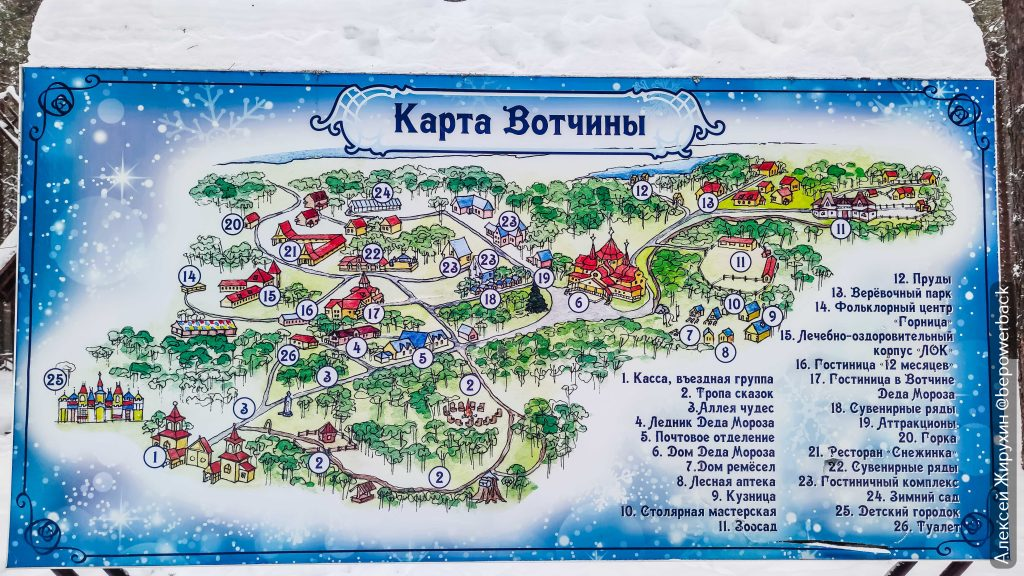 Карта Вотчины
1. Касса, въездная группа
2. Тропа сказок
3.Аллея чудес
4. Ледник Деда Мороза
5. Почтовое отделение
6. Дом Деда Мороза
7.Дом ремёсел
8. Лесная аптека
9. Кузница
10. Столярная мастерская
11. Зоосад
12. Пруды
13. Верёвочный парк
14. Фольклорный центр
"Горница"
15. Лечебно-оздоровительный
корпус "ЛОК"
16. Гостиница "12 месяцев"
17. Гостиница в Вотчине
Деда Мороза
18. Сувенирные ряды
19. Аттракционы
20. Горка
21. Ресторан "Снежинка"
22. Сувенирные ряды
23. Гостиничный комплекс
24. Зимний сад
25. Детский городок
26. Туалет
24
12
13
20
23
11
21
22
23
23
19
11
14
15
18
6
16
17
10
9
7
8
26
4
5
3
25
2
3
1
2
2
Алексей Жирухин @bepowerback